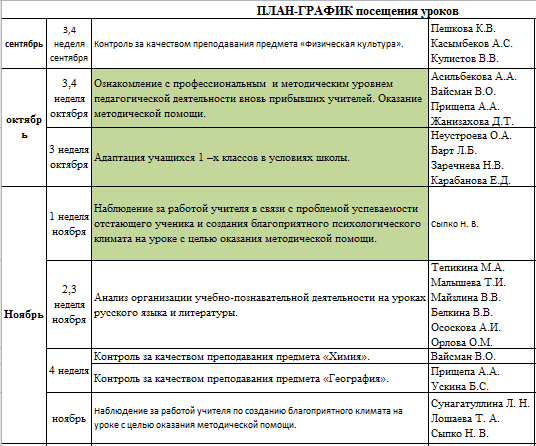 ПЛАН-ГРАФИК посещения уроков
сентябрь
3,4
неделя
сентября
Контроль за качеством преподавания предмета «Физическая культура».
Пешкова К.В.
Касымбеков А.С.
Кулистов В.В.
октябр
ь
3,4
неделя
октября
Ознакомление с профессиональным и методическим уровнем
педагогической деятельности вновь прибывших учителей. Оказание
методической помощи.
Асильбекова А.А.
Вайсман В.О.
Прищепа А.А.
Жанизахова Д.Т.
3 неделя
октября
Адаптация учащихся 1 –х классов в условиях школы.
Неустроева О.А.
Барт Л.Б.
Заречнева Н.В.
Карабанова Е.Д.
Ноябрь
1 неделя
ноября
Наблюдение за работой учителя в связи с проблемой успеваемости
отстающего ученика и создания благоприятного психологического
климата на уроке с целью оказания методической помощи.
Сыпко Н. В.
2,3
неделя
ноября
Анализ организации учебно-познавательной деятельности на уроках
русского языка и литературы.
Тепикина М.А.
Малышева Т.И.
Майзлина В.В.
Белкина В.В.
Ососкова А.И.
Орлова О.М.
4 неделя
Контроль за качеством преподавания предмета «Химия».
Вайсман В.О.
Контроль за качеством преподавания предмета «География».
Прищепа А.А.
Ускина Б.С.
ноябрь
Наблюдение за работой учителя по созданию благоприятного климата на
уроке с целью оказания методической помощи.
Сунагатуллина Л. Н.
Лошаева Т. А.
Сыпко Н. В.